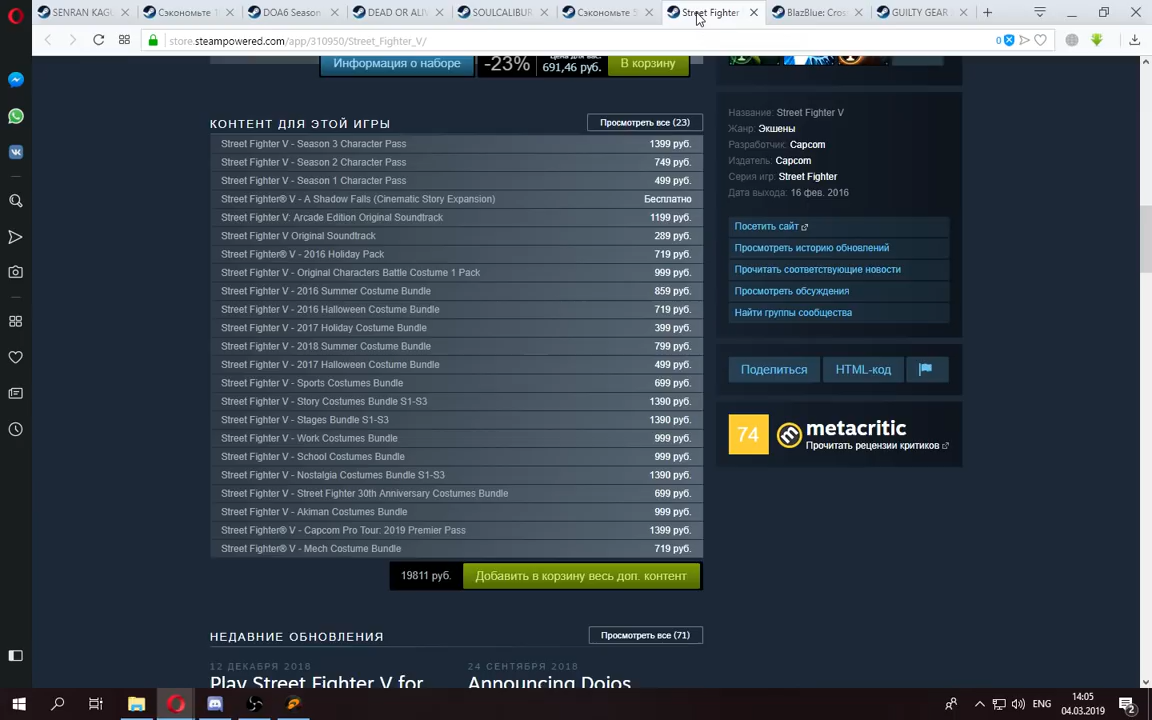 SENRAN KAGU
Сэкономьте 1
DOA6 Season
DEAD OR ALIV
SOULCALIBUR
Сэкономьте 5
Street Fighter
BlazBlue: Cros
GUILTY GEAR
store.steampowered.com/app/310950/Street_Fighter_V/
0
Информация о наборе
-23%
691,46 руб.
В корзину
КОНТЕНТ ДЛЯ ЭТОЙ ИГРЫ
Просмотреть все (23)
Street Fighter V - Season 3 Character Pass 1399 руб.
Street Fighter V - Season 2 Character Pass 749 руб.
Street Fighter V - Season 1 Character Pass 499 руб.
Street Fighter® V - A Shadow Falls (Cinematic Story Expansion) Бесплатно
Street Fighter V: Arcade Edition Original Soundtrack 1199 руб.
Street Fighter V Original Soundtrack 289 руб.
Street Fighter® V - 2016 Holiday Pack 719 руб.
Street Fighter V - Original Characters Battle Costume 1 Pack 999 руб.
Street Fighter V - 2016 Summer Costume Bundle 859 руб.
Street Fighter V - 2016 Halloween Costume Bundle 719 руб.
Street Fighter V - 2017 Holiday Costume Bundle 399 руб.
Street Fighter V - 2018 Summer Costume Bundle 799 руб.
Street Fighter V - 2017 Halloween Costume Bundle 499 руб.
Street Fighter V - Sports Costumes Bundle 699 руб.
Street Fighter V - Story Costumes Bundle S1-S3 1390 руб.
Street Fighter V - Stages Bundle S1-S3 1390 руб.
Street Fighter V - Work Costumes Bundle 999 руб.
Street Fighter V - School Costumes Bundle 999 руб.
Street Fighter V - Nostalgia Costumes Bundle S1-S3 1390 руб.
Street Fighter V - Street Fighter 30th Anniversary Costumes Bundle 699 руб.
Street Fighter V - Akiman Costumes Bundle 999 руб.
Street Fighter® V - Capcom Pro Tour: 2019 Premier Pass 1399 руб.
Street Fighter® V - Mech Costume Bundle 719 руб.
19811 руб.
Добавить в корзину весь доп. контент
НЕДАВНИЕ ОБНОВЛЕНИЯ
Просмотреть все (71)
12 ДЕКАБРЯ 2018
Play Street Fighter V for
24 СЕНТЯБРЯ 2018
Announcing Dojos
Название: Street Fighter V
Жанр: Экшены
Разработчик: Capcom
Издатель: Capcom
Серия игр: Street Fighter
Дата выхода: 16 фев. 2016
Посетить сайт
Просмотреть историю обновлений
Прочитать соответствующие новости
Просмотреть обсуждения
Найти группы сообщества
Поделиться
HTML-код
74
metacritic
Прочитать рецензии критиков
ENG
14:05
04.03.2019
2